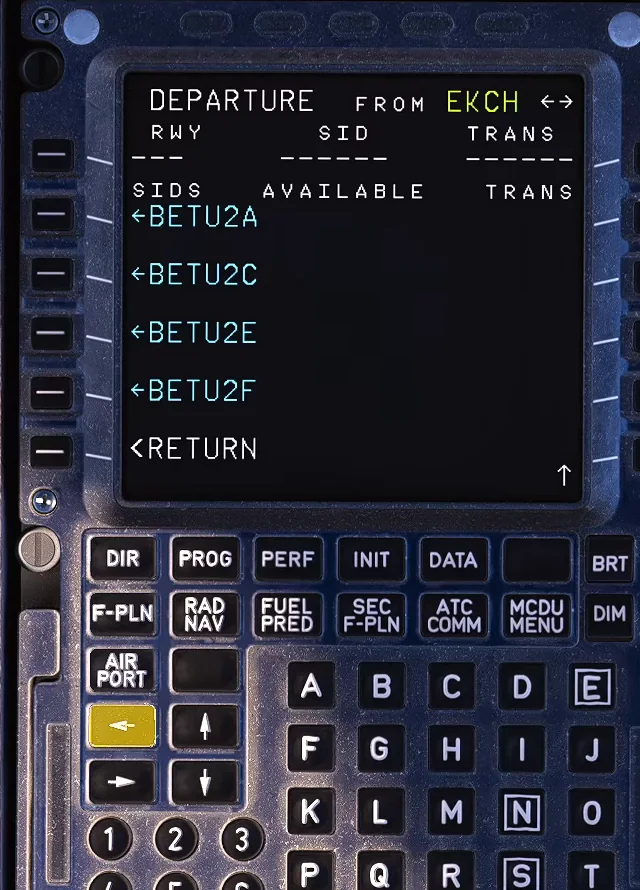 DEPARTURE FROM EKCH ←→
RWY SID TRANS
--- ------ ------
SIDS AVAILABLE TRANS
←BETU2A
←BETU2C
←BETU2E
←BETU2F
<RETURN
↑
DIR PROG PERF INIT DATA BRT
F-PLN RAD NAV FUEL PRED SEC F-PLN ATC COMM MCDU MENU DIM
AIR PORT
A B C D E
← ↑
F G H I J
→ ↓
K L M N O
1 2 3
P Q R S T